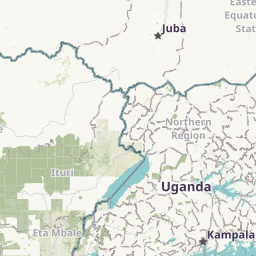 Easte
Equato
State
Juba
Northern
Region
Ituri
Uganda
Eta Mbale
Kampala